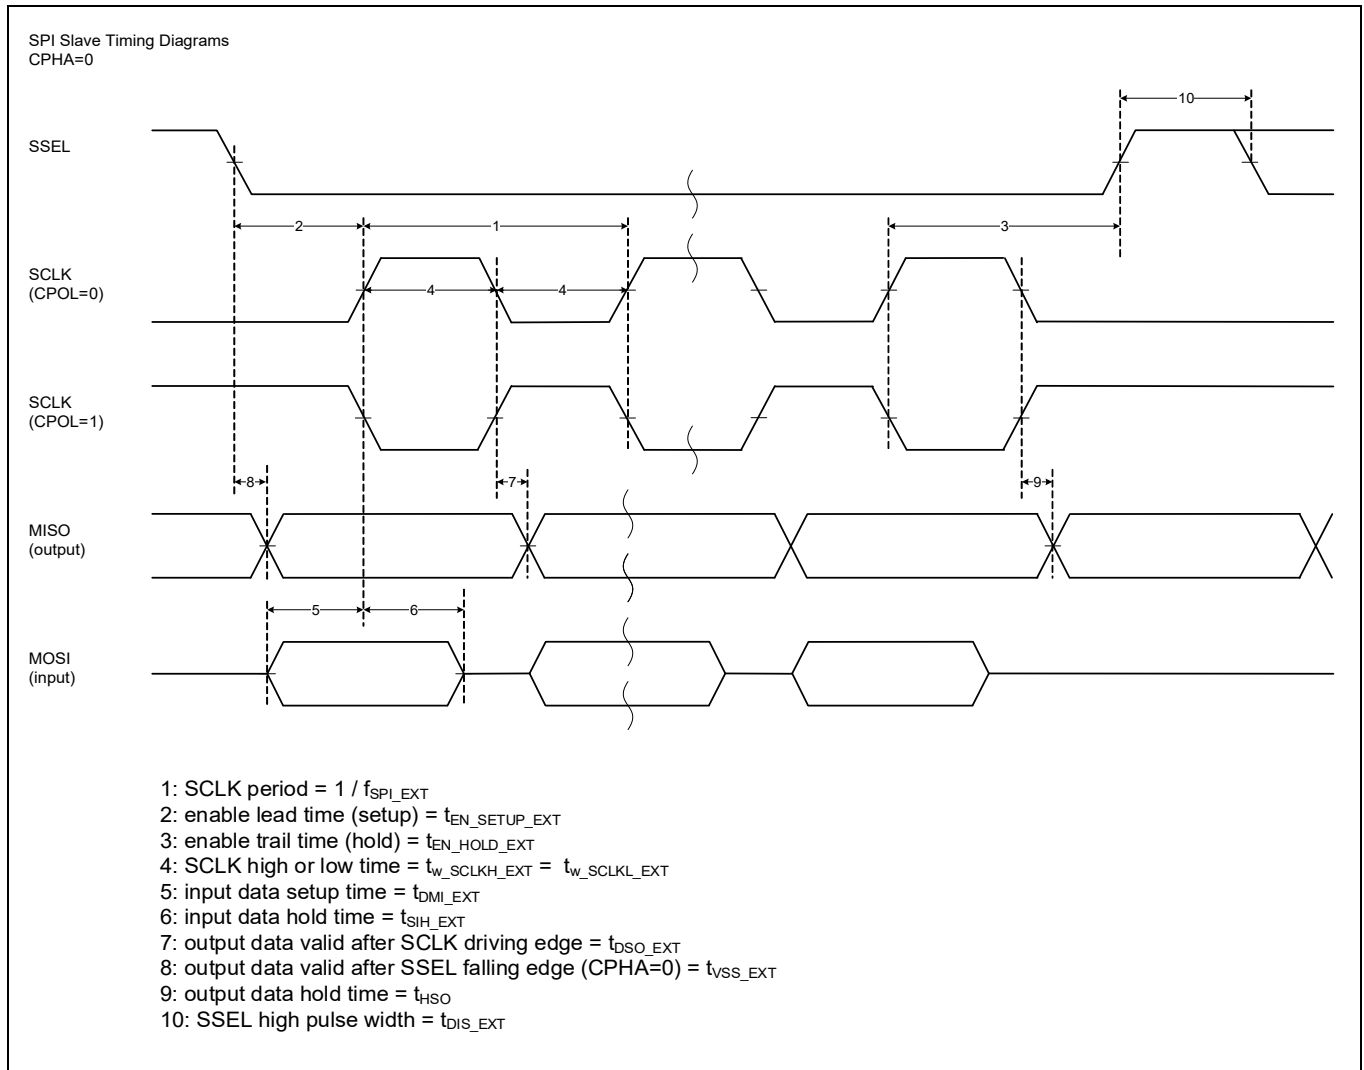 SPI Slave Timing Diagrams
CPHA=0
10
SSEL
2
1
3
SCLK
(CPOL=0)
4
4
SCLK
(CPOL=1)
8
7
9
MISO
(output)
5
6
MOSI
(input)
1: SCLK period = 1 / fSPI_EXT
2: enable lead time (setup) = tEN_SETUP_EXT
3: enable trail time (hold) = tEN_HOLD_EXT
4: SCLK high or low time = tw_SCLKH_EXT = tw_SCLKL_EXT
5: input data setup time = tDMI_EXT
6: input data hold time = tSIH_EXT
7: output data valid after SCLK driving edge = tDSO_EXT
8: output data valid after SSEL falling edge (CPHA=0) = tVSS_EXT
9: output data hold time = tHSO
10: SSEL high pulse width = tDIS_EXT